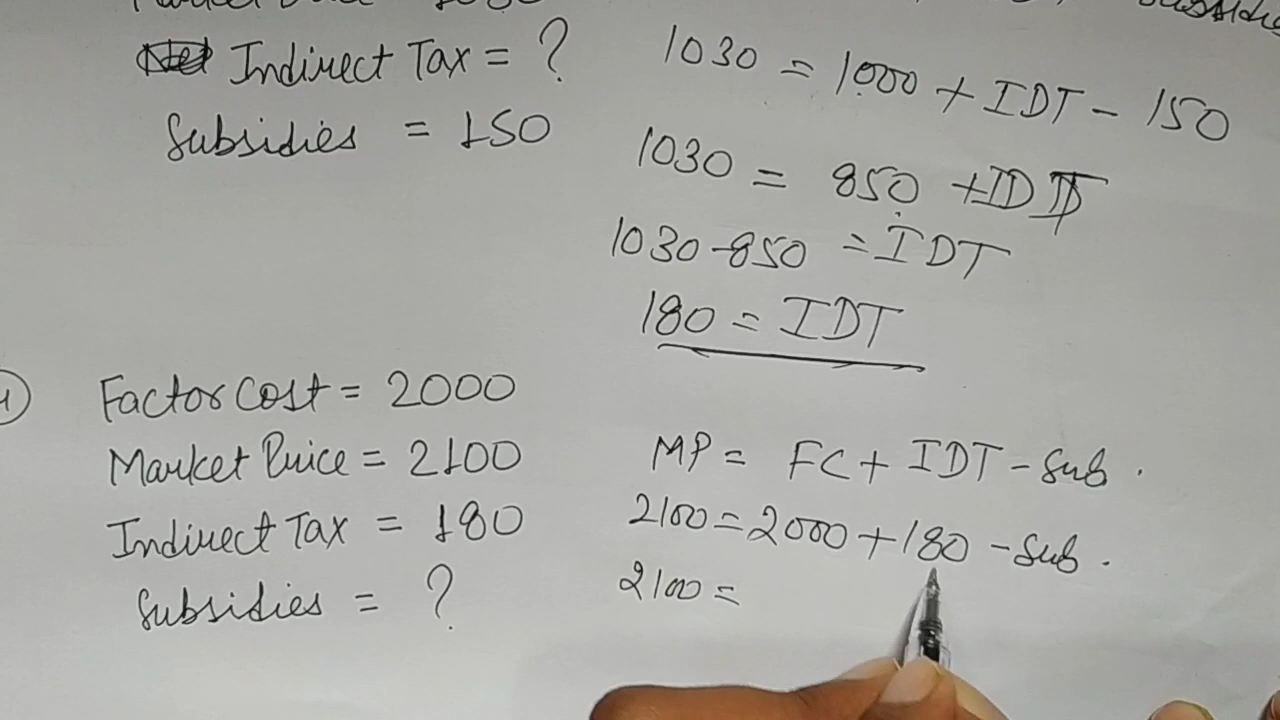 Indirect Tax = ?
Subsidies = 150
1030 = 1000 + IDT - 150
1030 = 850 + IDT
1030-850 = IDT
180 = IDT
Factor Cost = 2000
Market Price = 2100
Indirect Tax = 180
Subsidies = ?
MP = FC + IDT - Sub.
2100 = 2000 + 180 - Sub.
2100 =